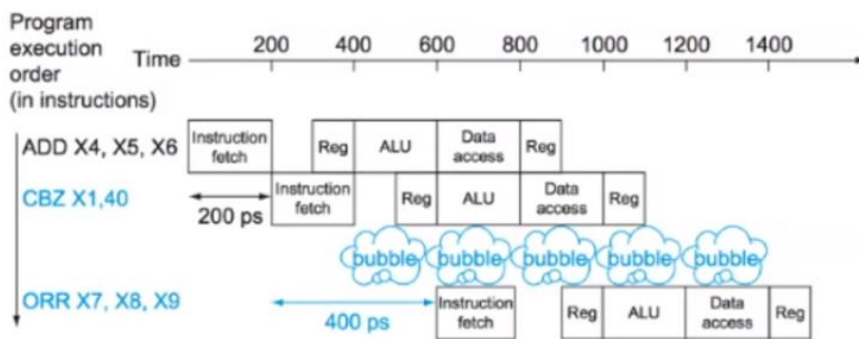 Program
execution
order
(in instructions)
Time
200 400 600 800 1000 1200 1400
ADD X4, X5, X6
Instruction
fetch
Reg
ALU
Data
access
Reg
CBZ X1,40
200 ps
Instruction
fetch
Reg
ALU
Data
access
Reg
bubble bubble bubble bubble bubble
ORR X7, X8, X9
400 ps
Instruction
fetch
Reg
ALU
Data
access
Reg